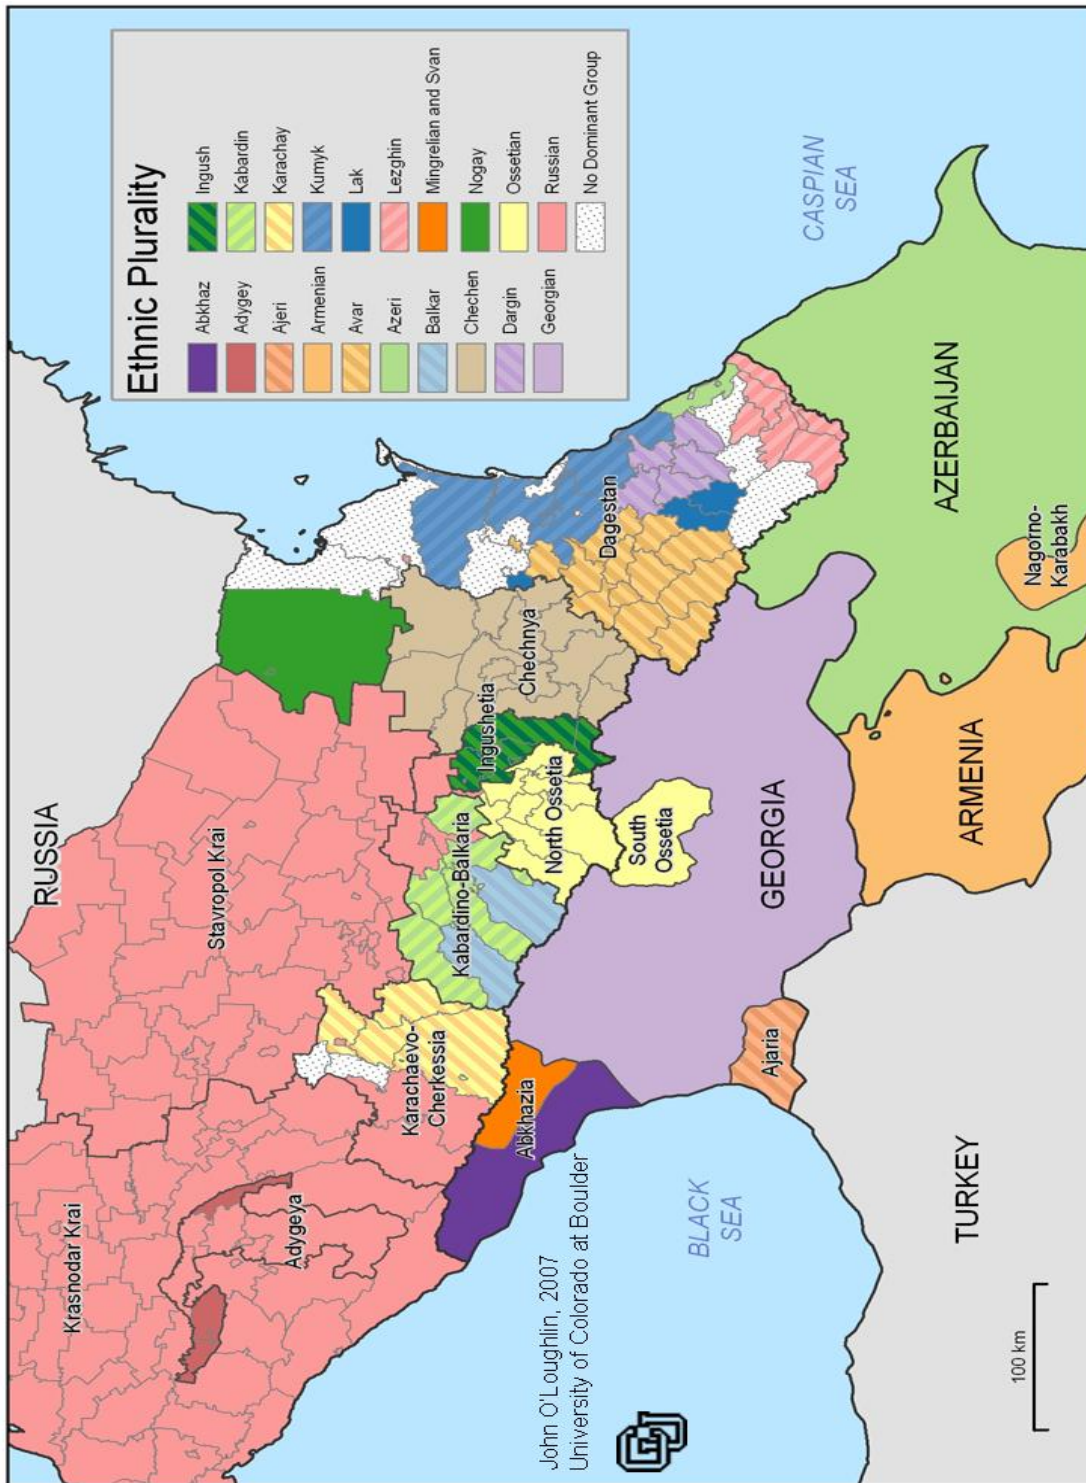 Ethnic Plurality
Abkhaz
Adygey
Ajeri
Armenian
Avar
Azeri
Balkar
Chechen
Dargin
Georgian
Ingush
Kabardin
Karachay
Kumyk
Lak
Lezghin
Mingrelian and Svan
Nogay
Ossetian
Russian
No Dominant Group
RUSSIA
Krasnodar Krai
Stavropol Krai
Adygeya
Karachaevo-
Cherkessia
Kabardino-Balkaria
North Ossetia
Ingushetia
Chechnya
Dagestan
South
Ossetia
Abkhazia
GEORGIA
Ajaria
CASPIAN
SEA
AZERBAIJAN
Nagorno-
Karabakh
ARMENIA
BLACK
SEA
TURKEY
John O'Loughlin, 2007
University of Colorado at Boulder
CU
100 km